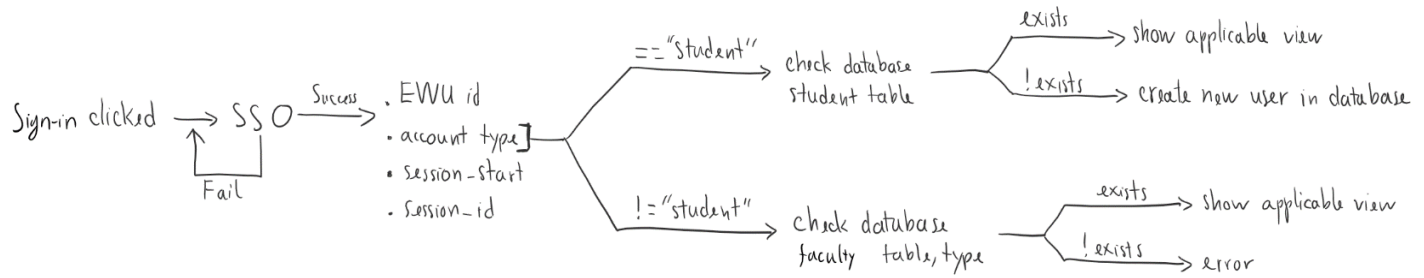 Sign-in clicked
SSO
Fail
Success
. EWU id
. account type]
. session-start
. session_id
== "student"
check database
student table
exists
show applicable view
!exists
create new user in database
!= "student"
check database
faculty table, type
exists
show applicable view
!exists
error